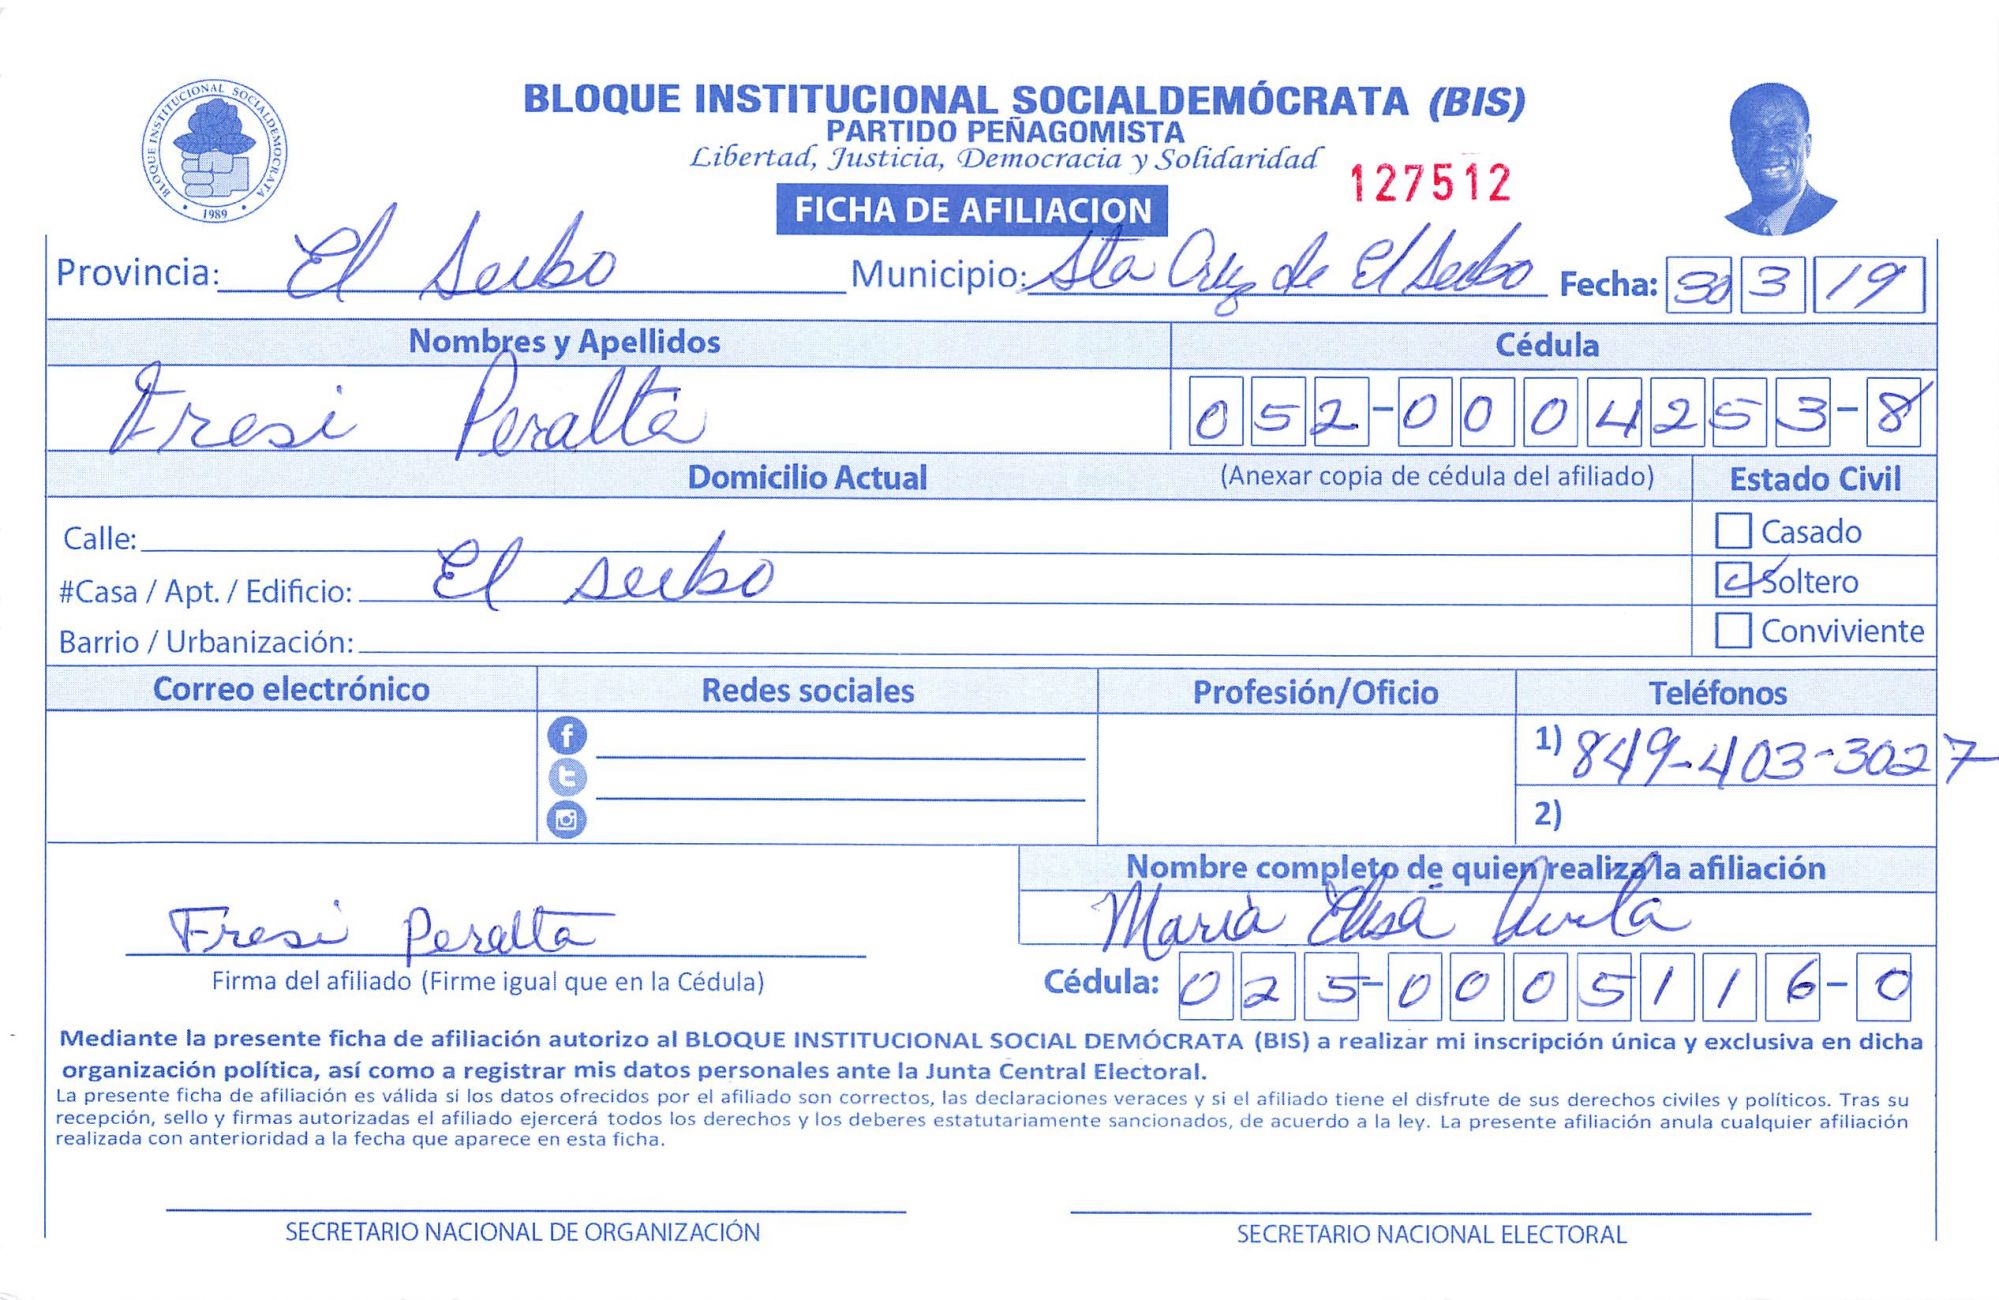 BLOQUE INSTITUCIONAL SOCIALDEMOCRATA
1989
BLOQUE INSTITUCIONAL SOCIALDEMÓCRATA (BIS)
PARTIDO PEÑAGOMISTA
Libertad, Justicia, Democracia y Solidaridad
127512
FICHA DE AFILIACION
Provincia: El Seibo Municipio: Sta Cruz de El Seibo Fecha: 30 3 19
Nombres y Apellidos Cédula
Fresi Peralta 052-0004253-8
Domicilio Actual (Anexar copia de cédula del afiliado) Estado Civil
Calle: Casado
#Casa / Apt. / Edificio: El Seibo Soltero
Barrio / Urbanización: Conviviente
Correo electrónico Redes sociales Profesión/Oficio Teléfonos
1) 849-403-3027
2)
Nombre completo de quien realiza la afiliación
Fresi Peralta María Elisa Avila
Firma del afiliado (Firme igual que en la Cédula) Cédula: 025-0005116-0
Mediante la presente ficha de afiliación autorizo al BLOQUE INSTITUCIONAL SOCIAL DEMÓCRATA (BIS) a realizar mi inscripción única y exclusiva en dicha
organización política, así como a registrar mis datos personales ante la Junta Central Electoral.
La presente ficha de afiliación es válida si los datos ofrecidos por el afiliado son correctos, las declaraciones veraces y si el afiliado tiene el disfrute de sus derechos civiles y políticos. Tras su
recepción, sello y firmas autorizadas el afiliado ejercerá todos los derechos y los deberes estatutariamente sancionados, de acuerdo a la ley. La presente afiliación anula cualquier afiliación
realizada con anterioridad a la fecha que aparece en esta ficha.
SECRETARIO NACIONAL DE ORGANIZACIÓN SECRETARIO NACIONAL ELECTORAL